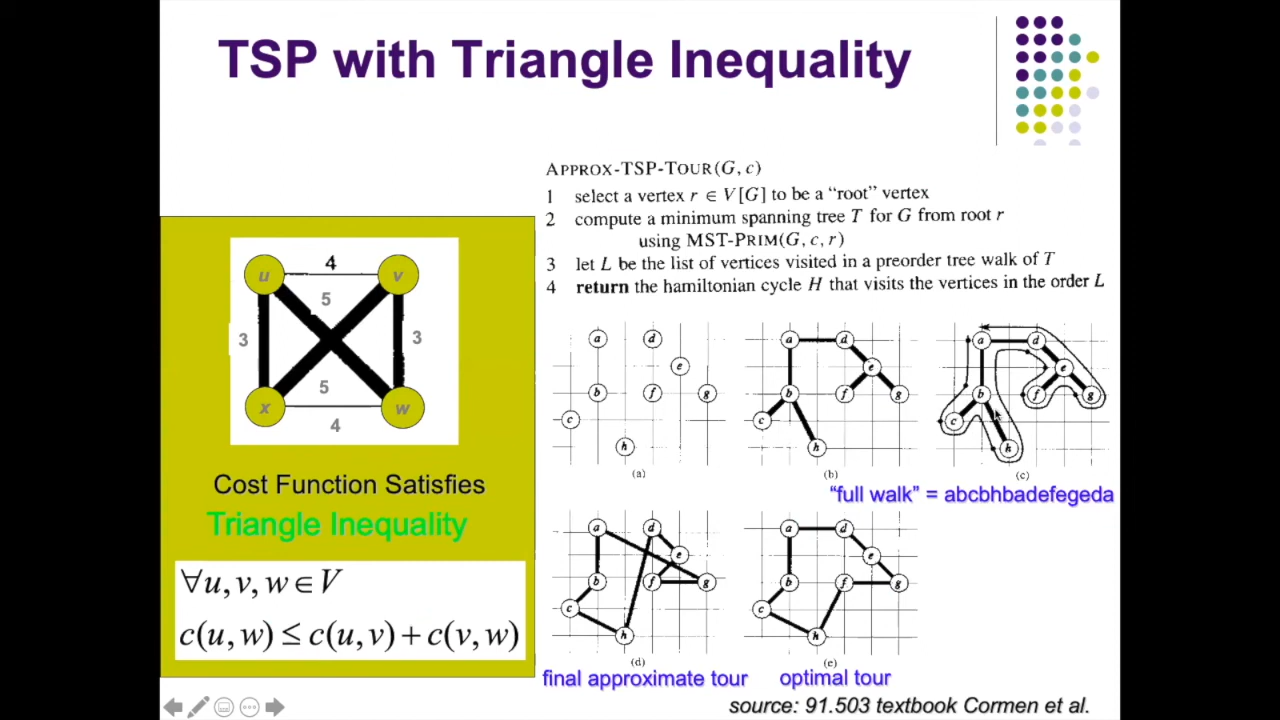 TSP with Triangle Inequality
APPROX-TSP-TOUR(G, c)
1 select a vertex r ∈ V[G] to be a "root" vertex
2 compute a minimum spanning tree T for G from root r
using MST-PRIM(G, c, r)
3 let L be the list of vertices visited in a preorder tree walk of T
4 return the hamiltonian cycle H that visits the vertices in the order L
u 4 v
5
3 3
5
x w
4
Cost Function Satisfies
Triangle Inequality
∀u, v, w ∈ V
c(u, w) ≤ c(u, v) + c(v, w)
a d
e
b f g
c
h
(a)
a d
e
b f g
c
h
(b)
a d
e
b f g
c
h
(c)
"full walk" = abcbhbadefegeda
a d
e
b f g
c
h
(d)
a d
e
b f g
c
h
(e)
final approximate tour
optimal tour
source: 91.503 textbook Cormen et al.